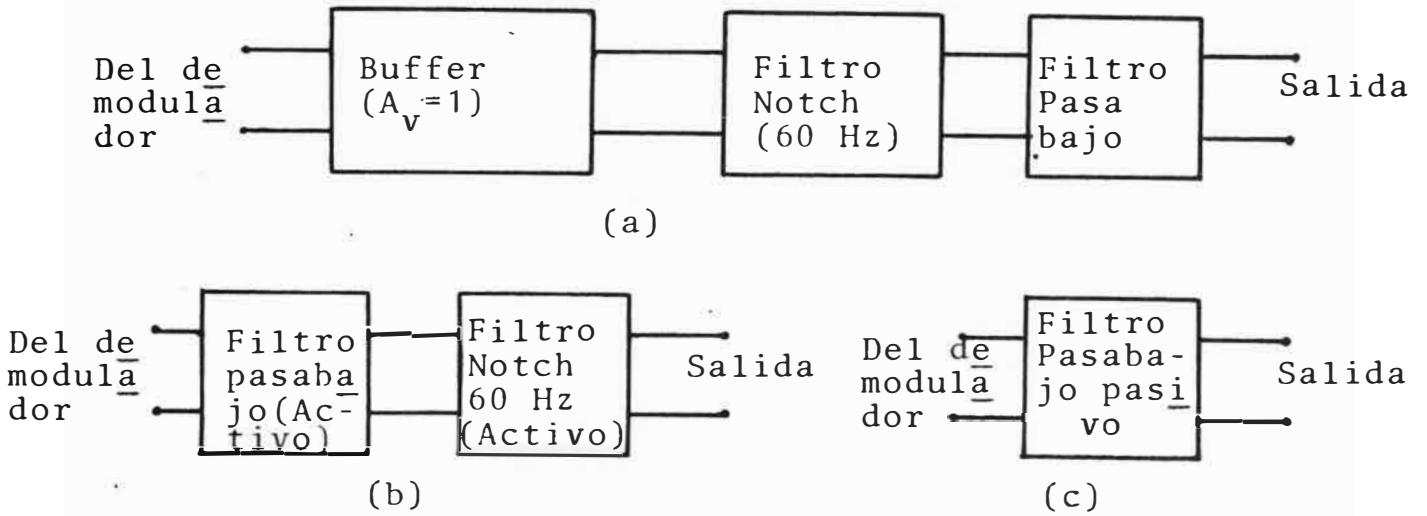 Del de
modula
dor
Buffer
(A_v=1)
Filtro
Notch
(60 Hz)
Filtro
Pasa
bajo
Salida
(a)
Del de
modula
dor
Filtro
pasaba
jo(Ac-
tivo)
Filtro
Notch
60 Hz
(Activo)
Salida
(b)
Del de
modula
dor
Filtro
Pasaba-
jo pasi
vo
Salida
(c)